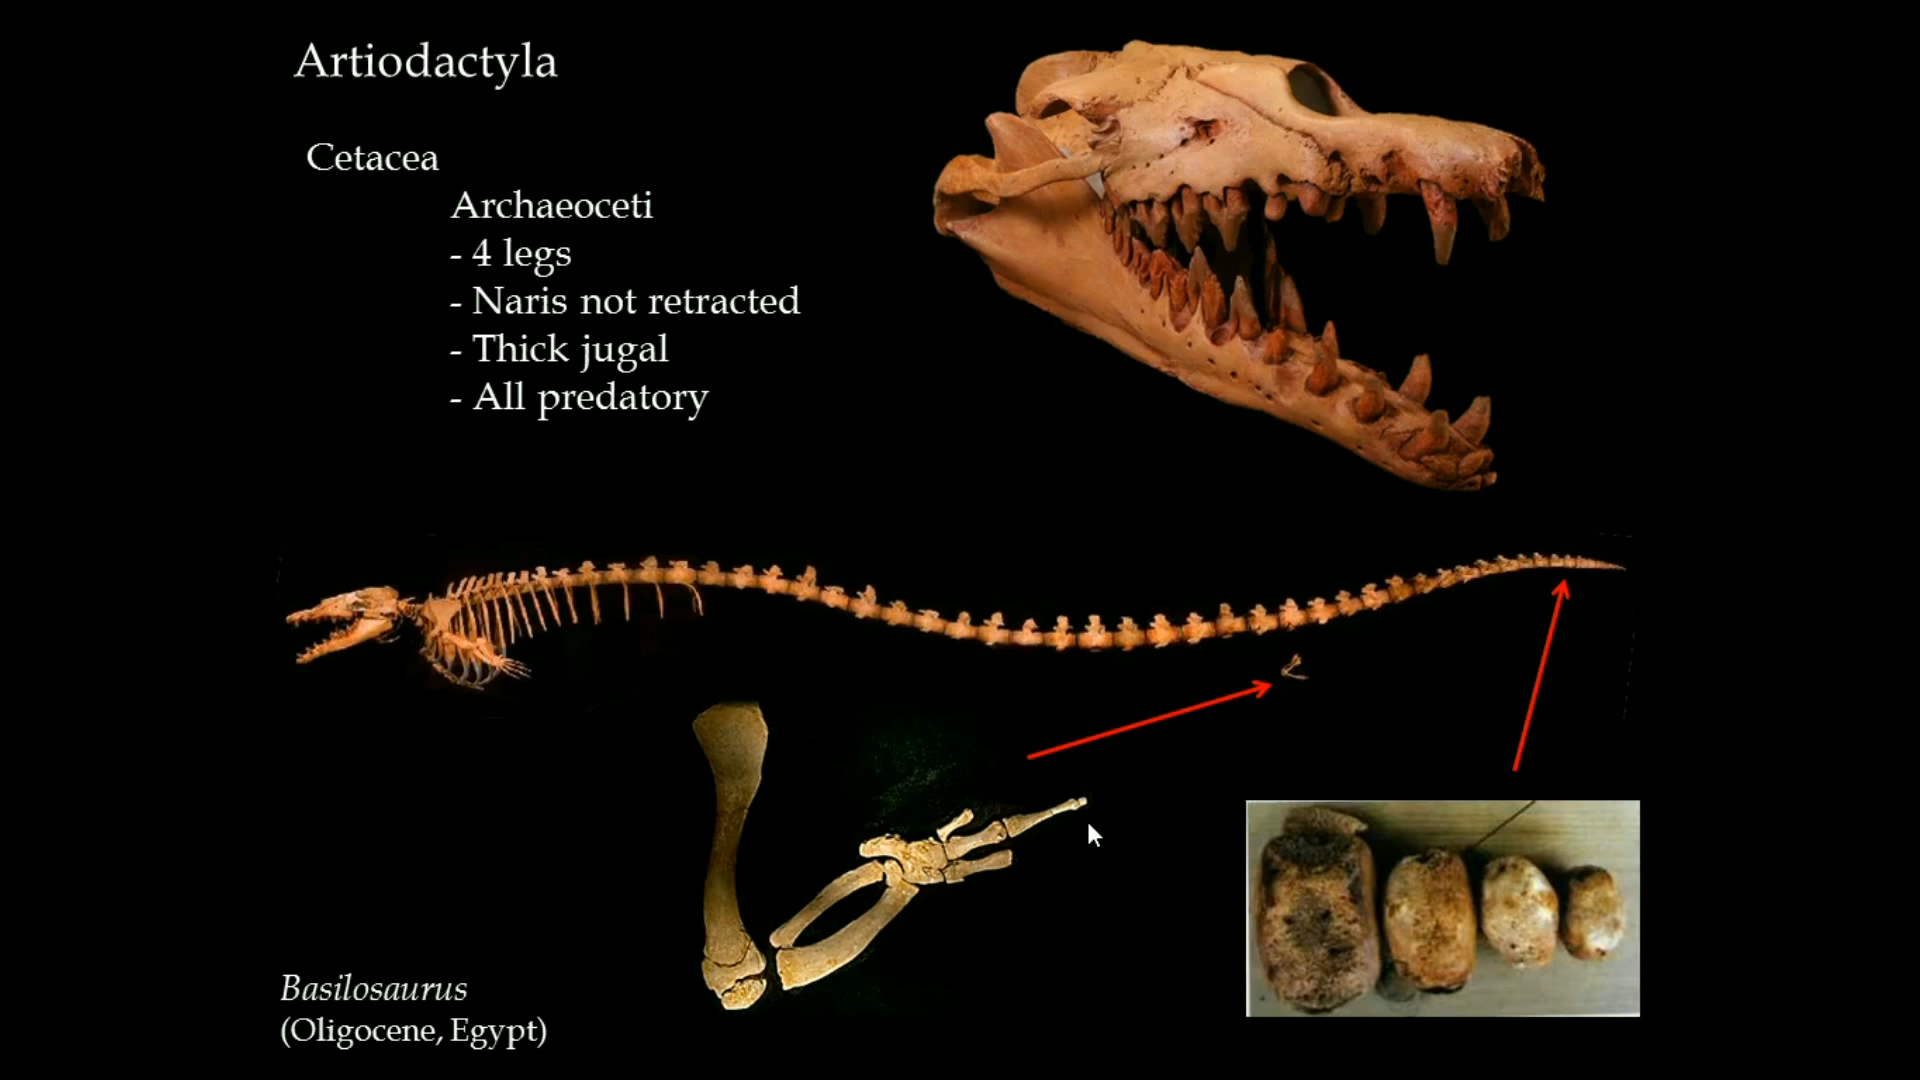 Artiodactyla
Cetacea
Archaeoceti
- 4 legs
- Naris not retracted
- Thick jugal
- All predatory
Basilosaurus
(Oligocene, Egypt)